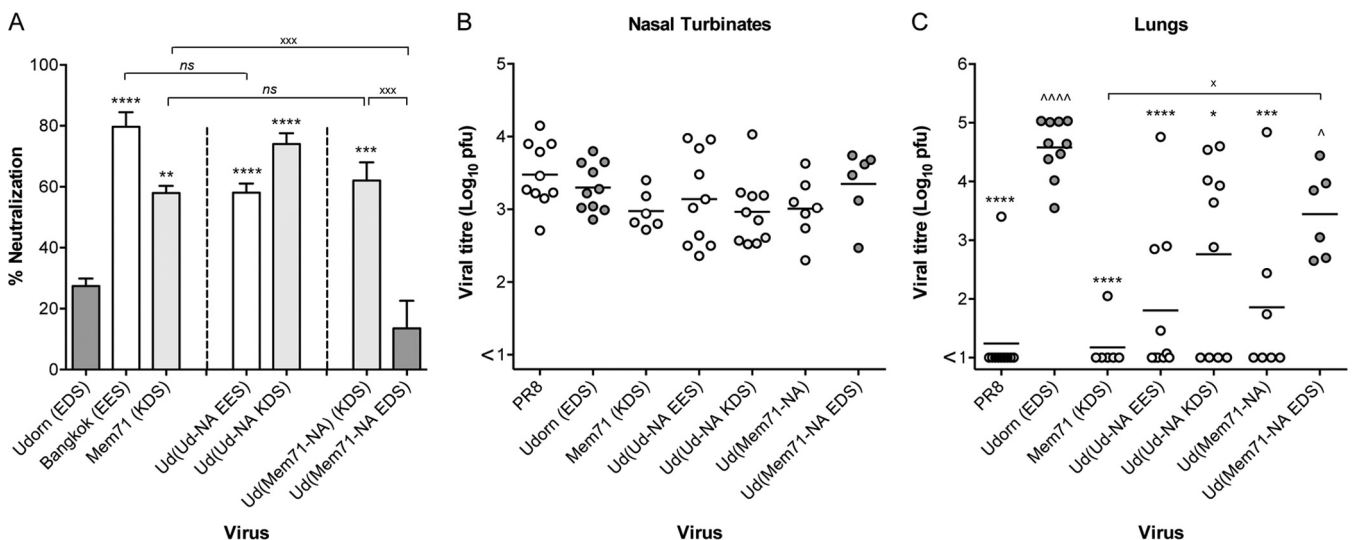 A
xxx
ns
ns
xxx
****
**
****
****
***
% Neutralization
100
80
60
40
20
0
Udorn (EDS)
Bangkok (EES)
Mem71 (KDS)
Ud(Ud-NA EES)
Ud(Ud-NA KDS)
Ud(Mem71-NA) (KDS)
Ud(Mem71-NA EDS)
Virus
B
Nasal Turbinates
Viral titre (Log10 pfu)
5
4
3
2
<1
PR8
Udorn (EDS)
Mem71 (KDS)
Ud(Ud-NA EES)
Ud(Ud-NA KDS)
Ud(Mem71-NA)
Ud(Mem71-NA EDS)
Virus
C
Lungs
x
^^^^
****
*
***
^
****
****
Viral titre (Log10 pfu)
6
5
4
3
2
<1
PR8
Udorn (EDS)
Mem71 (KDS)
Ud(Ud-NA EES)
Ud(Ud-NA KDS)
Ud(Mem71-NA)
Ud(Mem71-NA EDS)
Virus